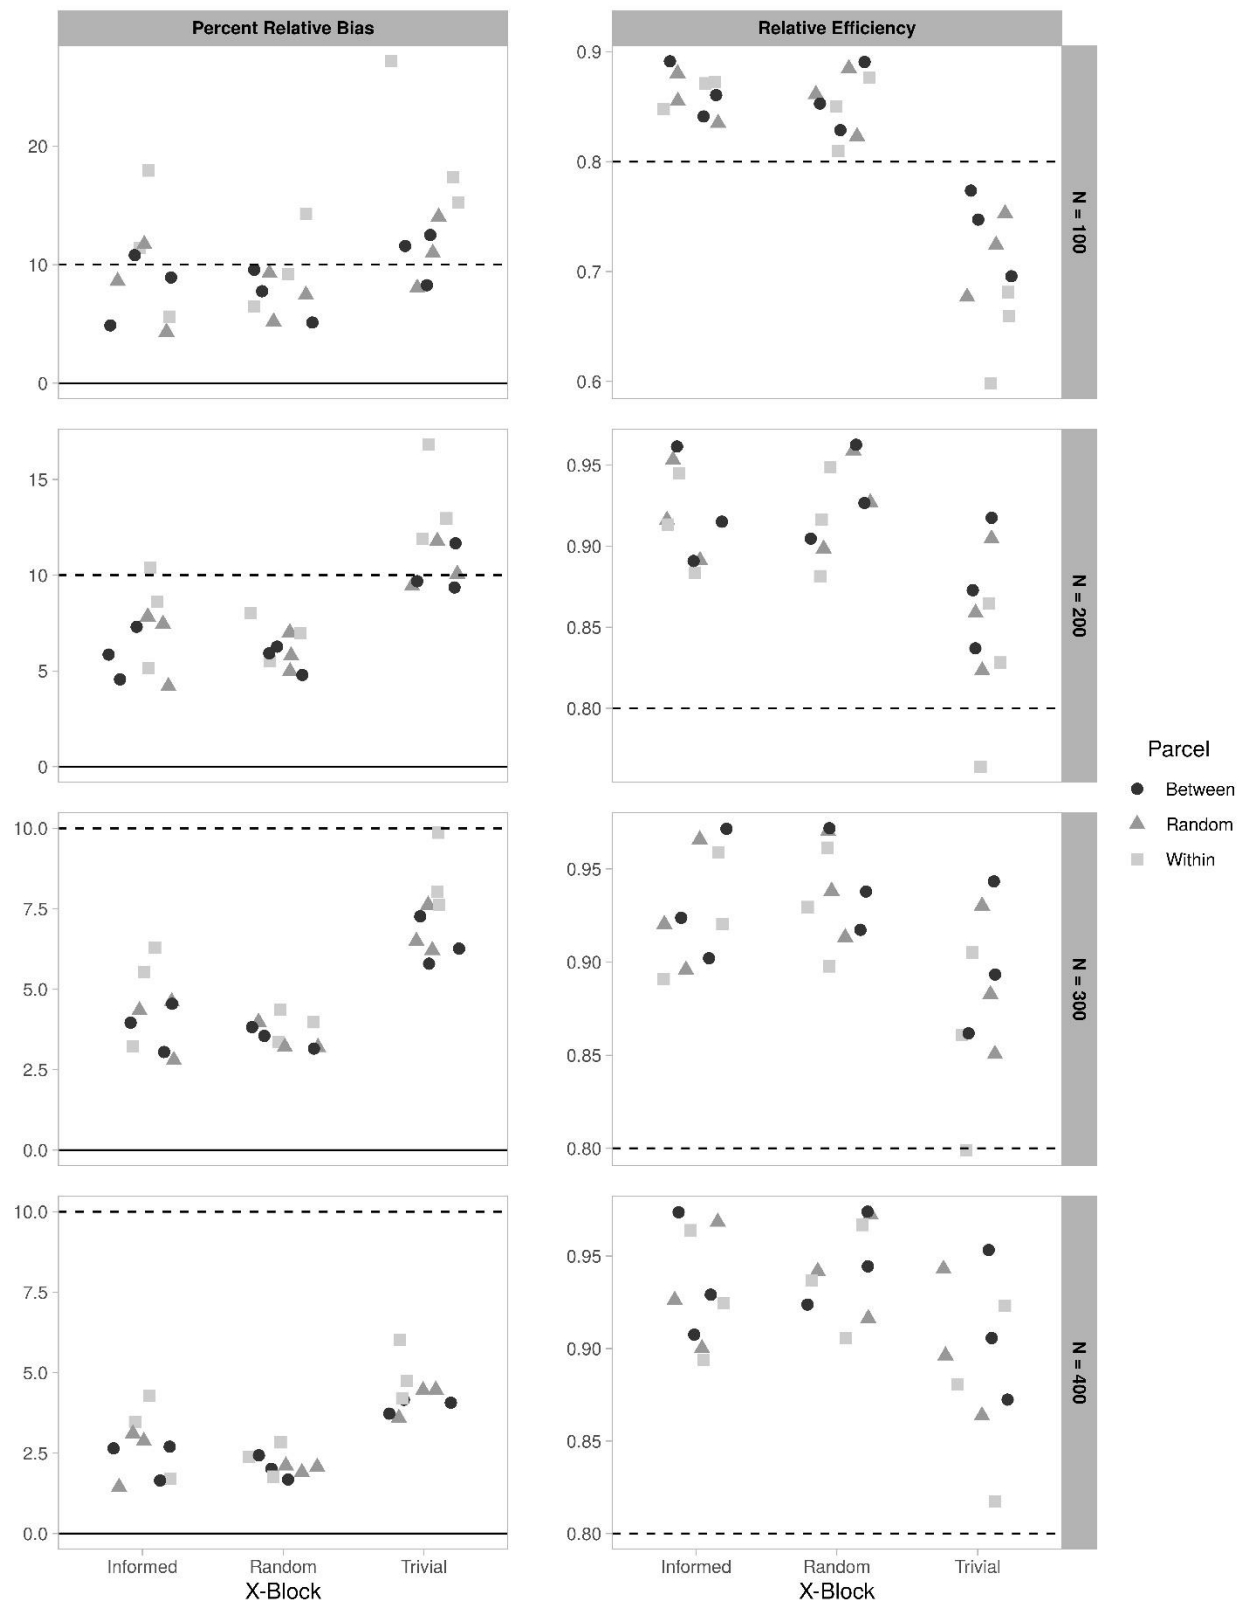 Percent Relative Bias
Relative Efficiency
20
10
0
0.9
0.8
0.7
0.6
N = 100
15
10
5
0
0.95
0.90
0.85
0.80
N = 200
Parcel
Between
Random
Within
10.0
7.5
5.0
2.5
0.0
0.95
0.90
0.85
0.80
N = 300
10.0
7.5
5.0
2.5
0.0
0.95
0.90
0.85
0.80
N = 400
Informed Random Trivial
X-Block
Informed Random Trivial
X-Block